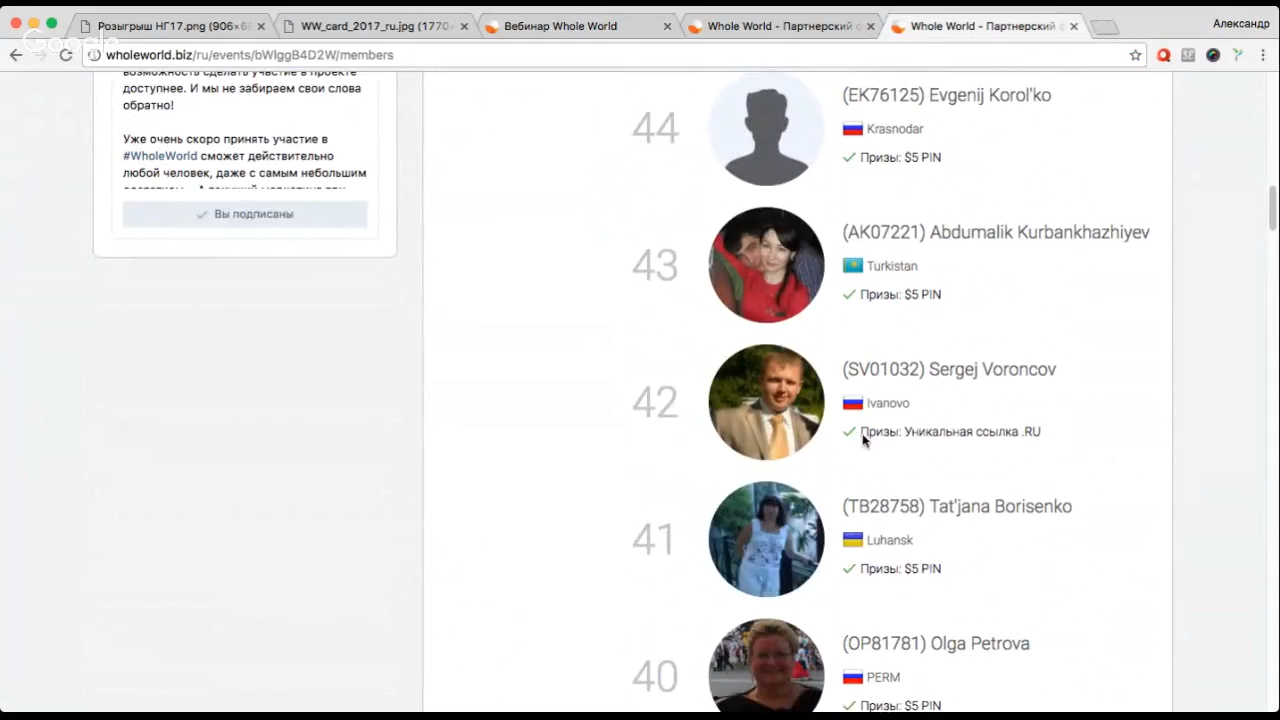 Розыгрыш НГ17.png (906×68
WW_card_2017_ru.jpg (1770×
Вебинар Whole World
Whole World - Партнерский с
Whole World - Партнерский с
Александр
Google
wholeworld.biz/ru/events/bWIggB4D2W/members
возможность сделать участие в проекте
доступнее. И мы не забираем свои слова
обратно!
Уже очень скоро принять участие в
#WholeWorld сможет действительно
любой человек, даже с самым небольшим
Вы подписаны
44
(EK76125) Evgenij Korol'ko
Krasnodar
Призы: $5 PIN
43
(AK07221) Abdumalik Kurbankhazhiyev
Turkistan
Призы: $5 PIN
42
(SV01032) Sergej Voroncov
Ivanovo
Призы: Уникальная ссылка .RU
41
(TB28758) Tat'jana Borisenko
Luhansk
Призы: $5 PIN
40
(OP81781) Olga Petrova
PERM
Призы: $5 PIN